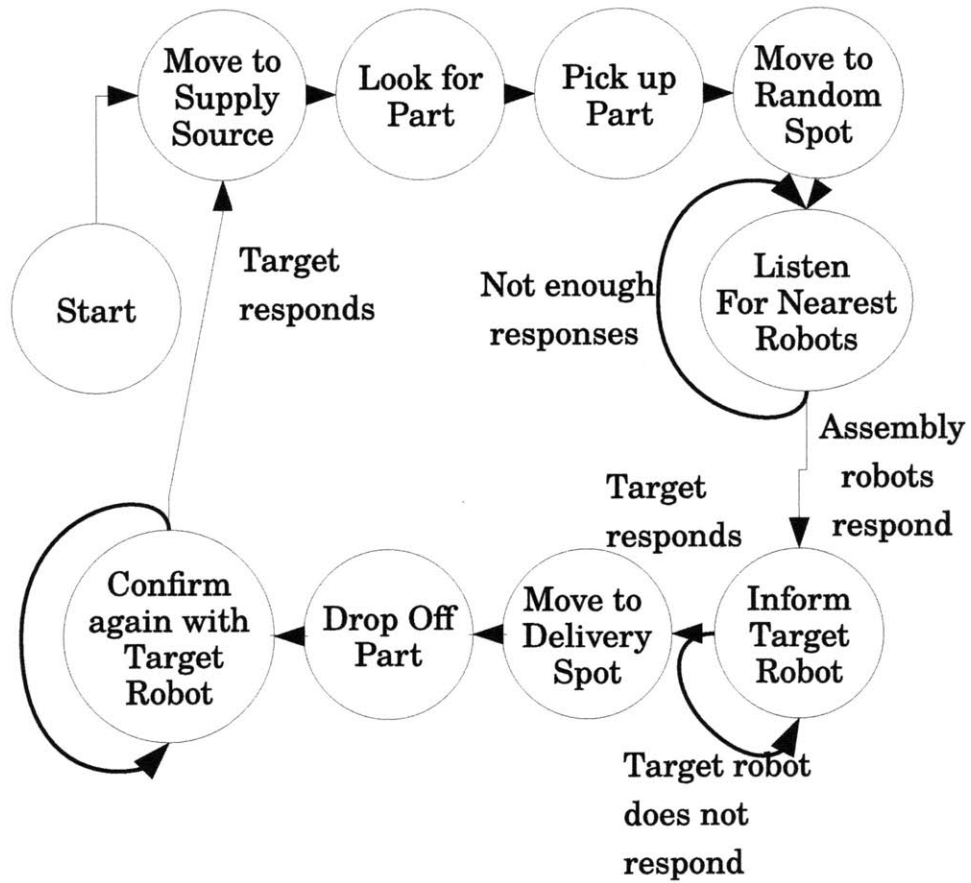 Move to
Supply
Source
Look for
Part
Pick up
Part
Move to
Random
Spot
Start
Target
responds
Not enough
responses
Listen
For Nearest
Robots
Assembly
robots
respond
Target
responds
Inform
Target
Robot
Move to
Delivery
Spot
Drop Off
Part
Confirm
again with
Target
Robot
Target robot
does not
respond